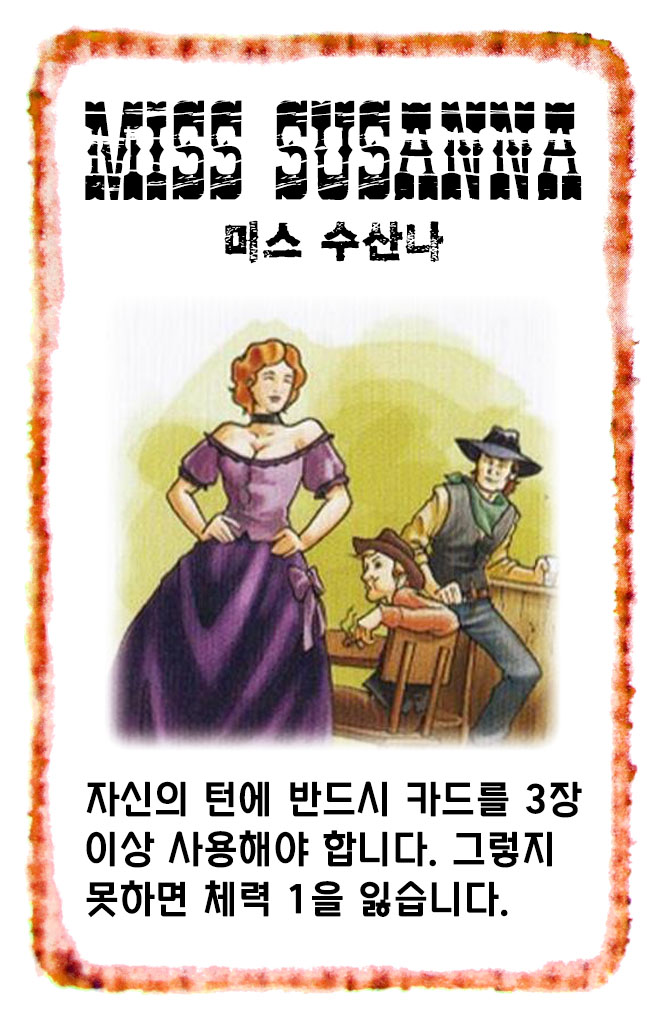 MISS SUSANNA
미스 수산나
자신의 턴에 반드시 카드를 3장
이상 사용해야 합니다. 그렇지
못하면 체력 1을 잃습니다.